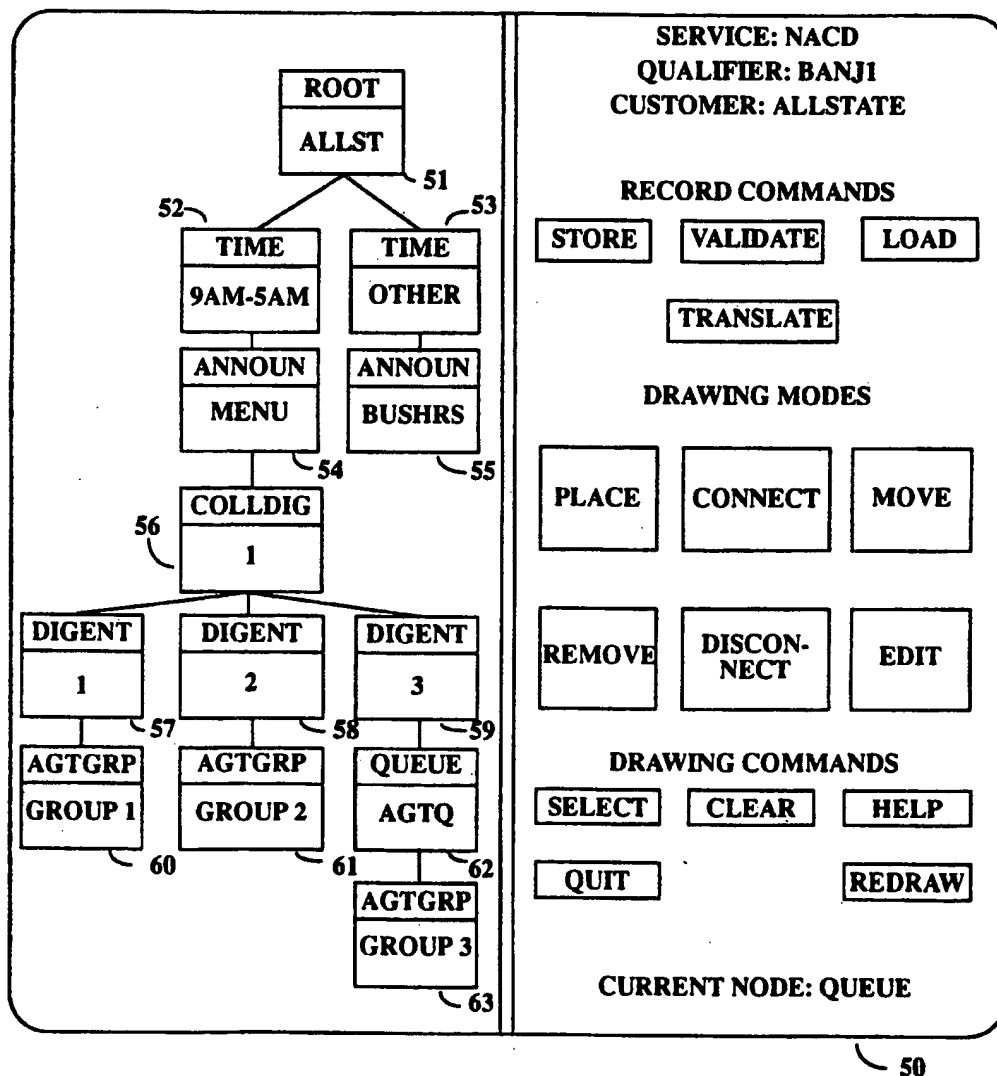 ROOT
ALLST
51
52
53
TIME
9AM-5AM
TIME
OTHER
ANNOUN
MENU
54
ANNOUN
BUSHRS
55
COLLDIG
1
56
DIGENT
1
57
DIGENT
2
58
DIGENT
3
59
AGTGRP
GROUP 1
60
AGTGRP
GROUP 2
61
QUEUE
AGTQ
62
AGTGRP
GROUP 3
63
SERVICE: NACD
QUALIFIER: BANJ1
CUSTOMER: ALLSTATE
RECORD COMMANDS
STORE
VALIDATE
LOAD
TRANSLATE
DRAWING MODES
PLACE
CONNECT
MOVE
REMOVE
DISCON-
NECT
EDIT
DRAWING COMMANDS
SELECT
CLEAR
HELP
QUIT
REDRAW
CURRENT NODE: QUEUE
50